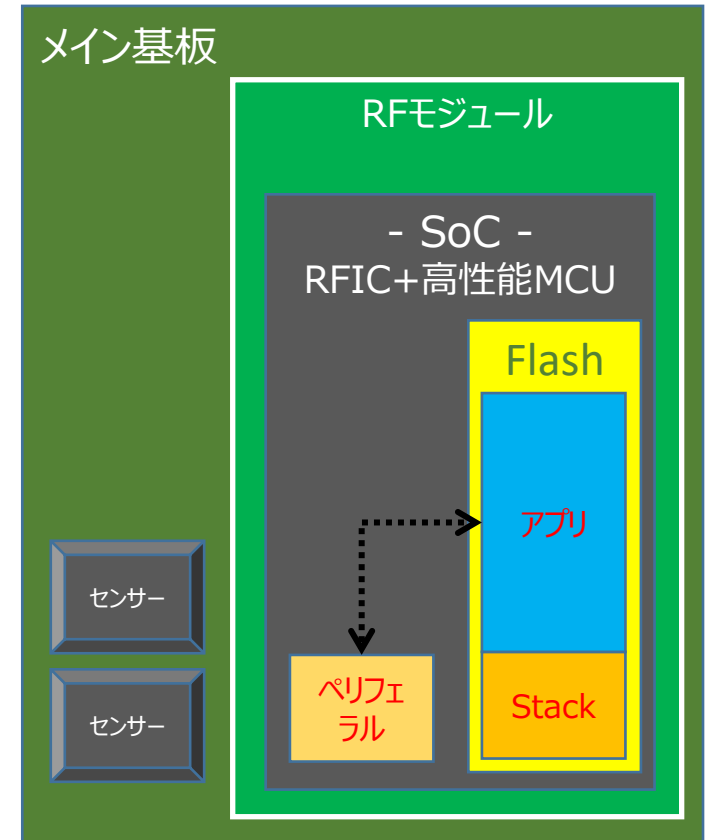 メイン基板
RFモジュール
- SoC -
RFIC+高性能MCU
Flash
アプリ
センサー
ペリフェ
ラル
Stack
センサー